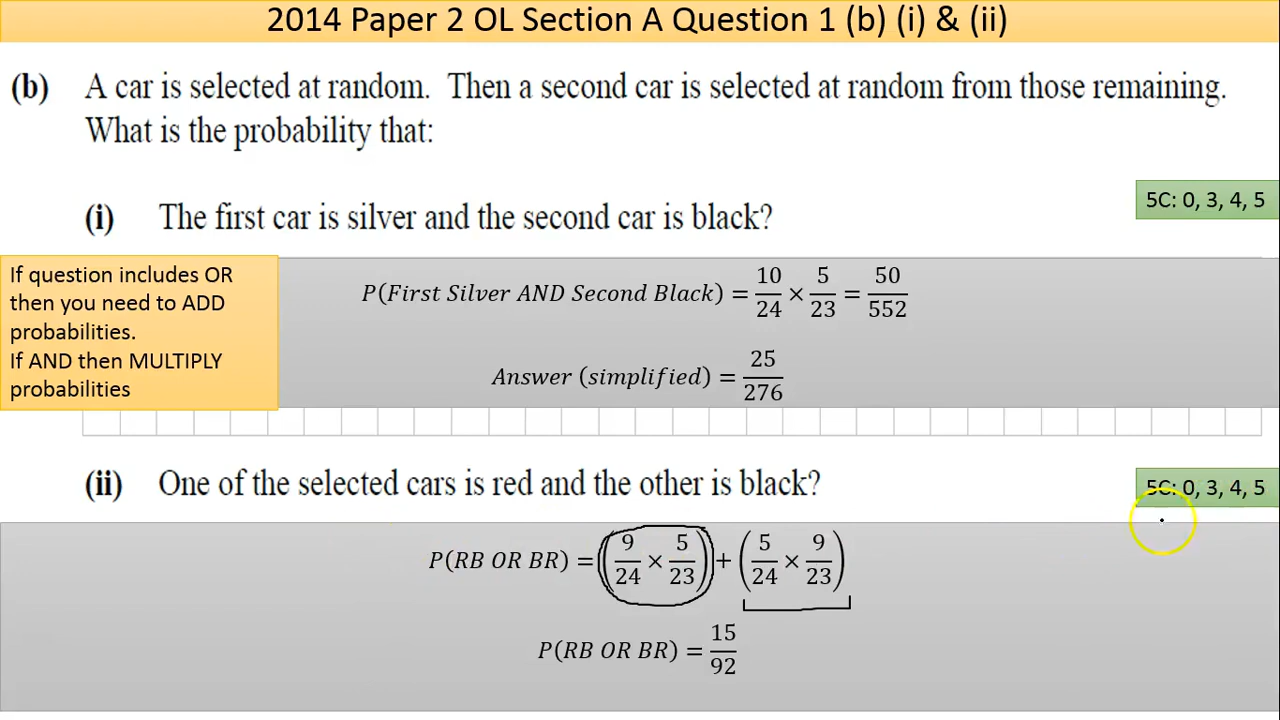 2014 Paper 2 OL Section A Question 1 (b) (i) & (ii)
(b) A car is selected at random. Then a second car is selected at random from those remaining.
What is the probability that:
5C: 0, 3, 4, 5
(i) The first car is silver and the second car is black?
If question includes OR
then you need to ADD
probabilities.
If AND then MULTIPLY
probabilities
P(First Silver AND Second Black) = 10/24 × 5/23 = 50/552
Answer (simplified) = 25/276
(ii) One of the selected cars is red and the other is black?
5C: 0, 3, 4, 5
P(RB OR BR) = (9/24 × 5/23) + (5/24 × 9/23)
P(RB OR BR) = 15/92